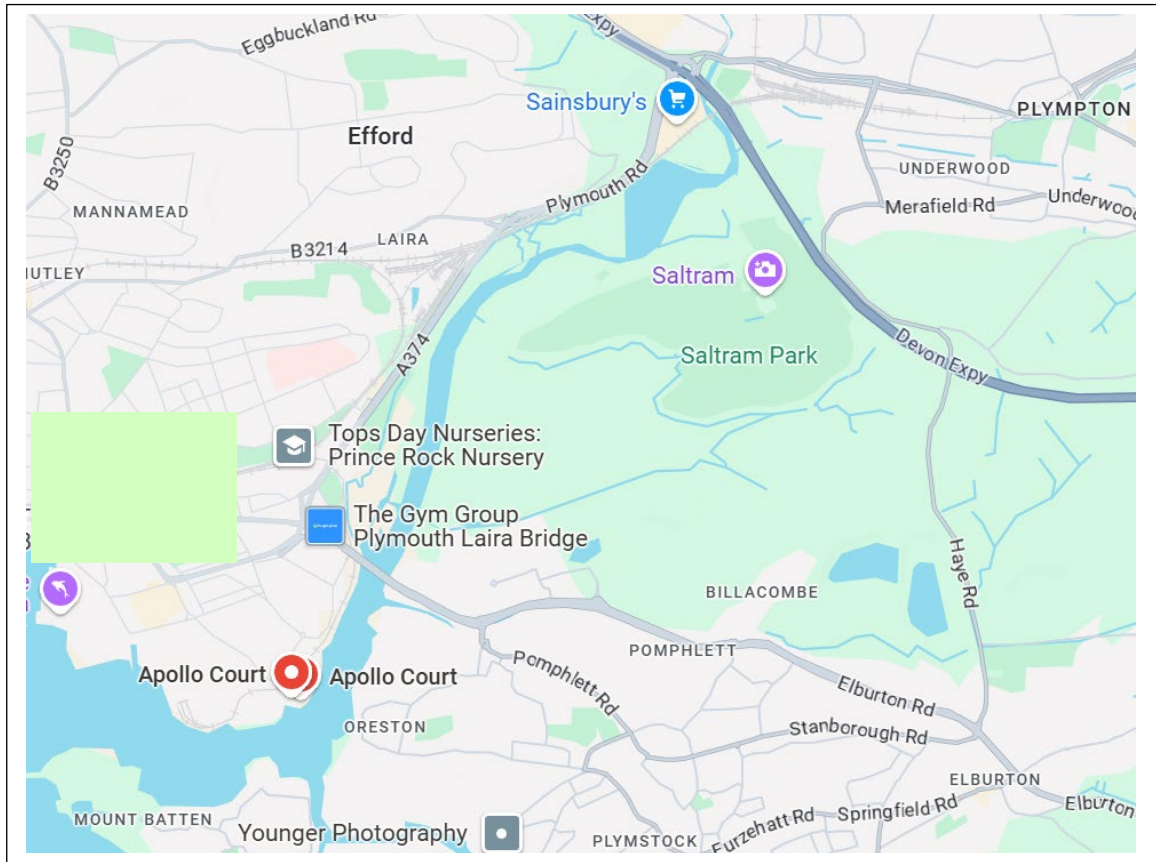 Eggbuckland Rd
Expy
Sainsbury's
PLYMPTON
Efford
B3250
UNDERWOOD
Plymouth Rd
Merafield Rd
Underwood
MANNAMEAD
LAIRA
B3214
Saltram
A374
Devon Expy
Saltram Park
Tops Day Nurseries:
Prince Rock Nursery
The Gym Group
Plymouth Laira Bridge
Haye Rd
BILLACOMBE
POMPHLETT
Pomphlett Rd
Apollo Court
Apollo Court
Elburton Rd
ORESTON
Stanborough Rd
ELBURTON
Elburton
MOUNT BATTEN
Springfield Rd
Younger Photography
PLYMSTOCK
Furzehatt Rd